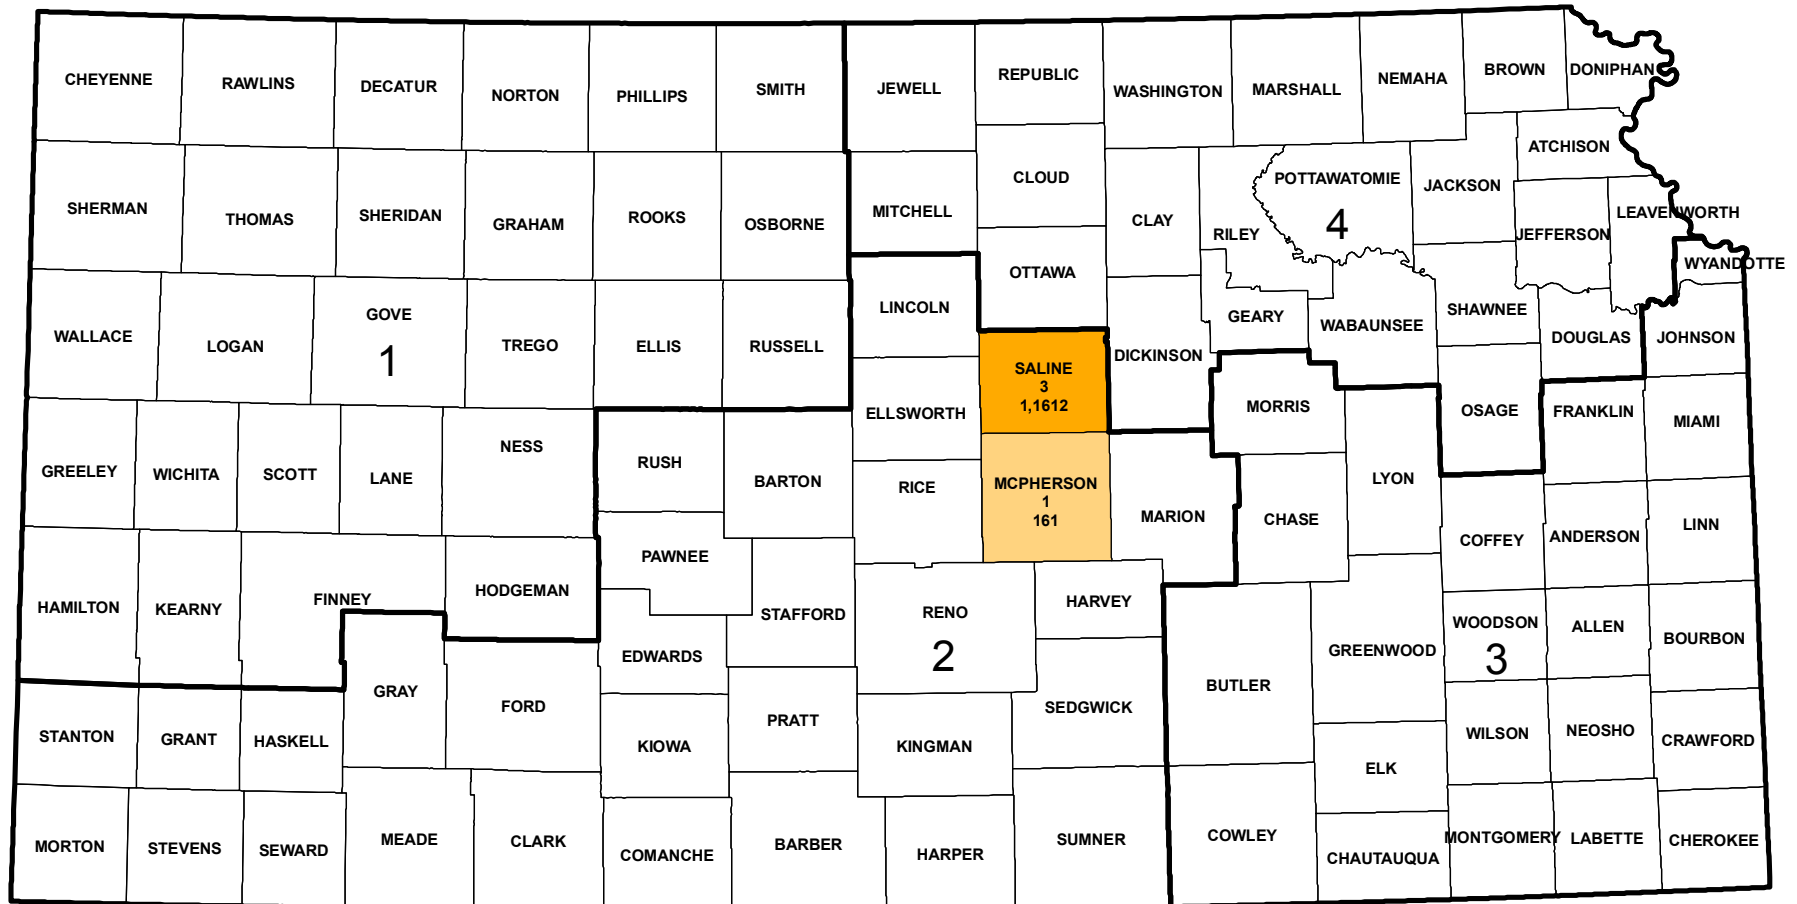 CHEYENNE
RAWLINS
DECATUR
NORTON
PHILLIPS
SMITH
JEWELL
REPUBLIC
WASHINGTON
MARSHALL
NEMAHA
BROWN
DONIPHAN
ATCHISON
SHERMAN
THOMAS
SHERIDAN
GRAHAM
ROOKS
OSBORNE
MITCHELL
CLOUD
CLAY
RILEY
POTTAWATOMIE
4
JACKSON
JEFFERSON
LEAVENWORTH
WYANDOTTE
WALLACE
LOGAN
GOVE
1
TREGO
ELLIS
RUSSELL
LINCOLN
OTTAWA
DICKINSON
GEARY
WABAUNSEE
SHAWNEE
DOUGLAS
JOHNSON
SALINE
3
1,1612
ELLSWORTH
MORRIS
OSAGE
FRANKLIN
MIAMI
GREELEY
WICHITA
SCOTT
LANE
NESS
RUSH
BARTON
RICE
MCPHERSON
1
161
MARION
CHASE
LYON
COFFEY
ANDERSON
LINN
HAMILTON
KEARNY
FINNEY
HODGEMAN
PAWNEE
STAFFORD
EDWARDS
RENO
2
HARVEY
BUTLER
GREENWOOD
WOODSON
3
ALLEN
BOURBON
GRAY
FORD
SEDGWICK
STANTON
GRANT
HASKELL
KIOWA
PRATT
KINGMAN
ELK
WILSON
NEOSHO
CRAWFORD
MORTON
STEVENS
SEWARD
MEADE
CLARK
COMANCHE
BARBER
HARPER
SUMNER
COWLEY
CHAUTAUQUA
MONTGOMERY
LABETTE
CHEROKEE